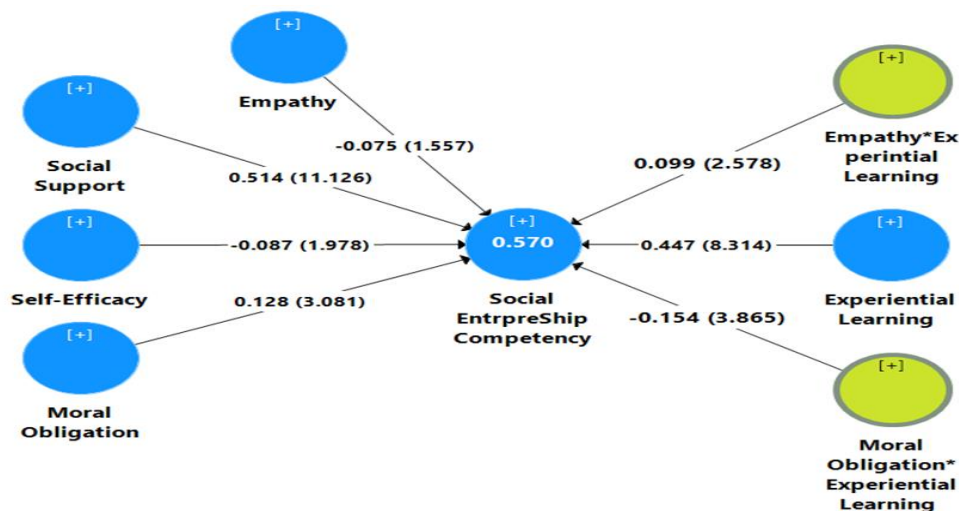 [+]
Empathy
[+]
Social
Support
[+]
Self-Efficacy
[+]
Moral
Obligation
-0.075 (1.557)
0.514 (11.126)
-0.087 (1.978)
0.128 (3.081)
[+]
0.570
Social
EntrpreShip
Competency
0.099 (2.578)
0.447 (8.314)
-0.154 (3.865)
[+]
Empathy*Ex
perintial
Learning
[+]
Experiential
Learning
[+]
Moral
Obligation*
Experiential
Learning